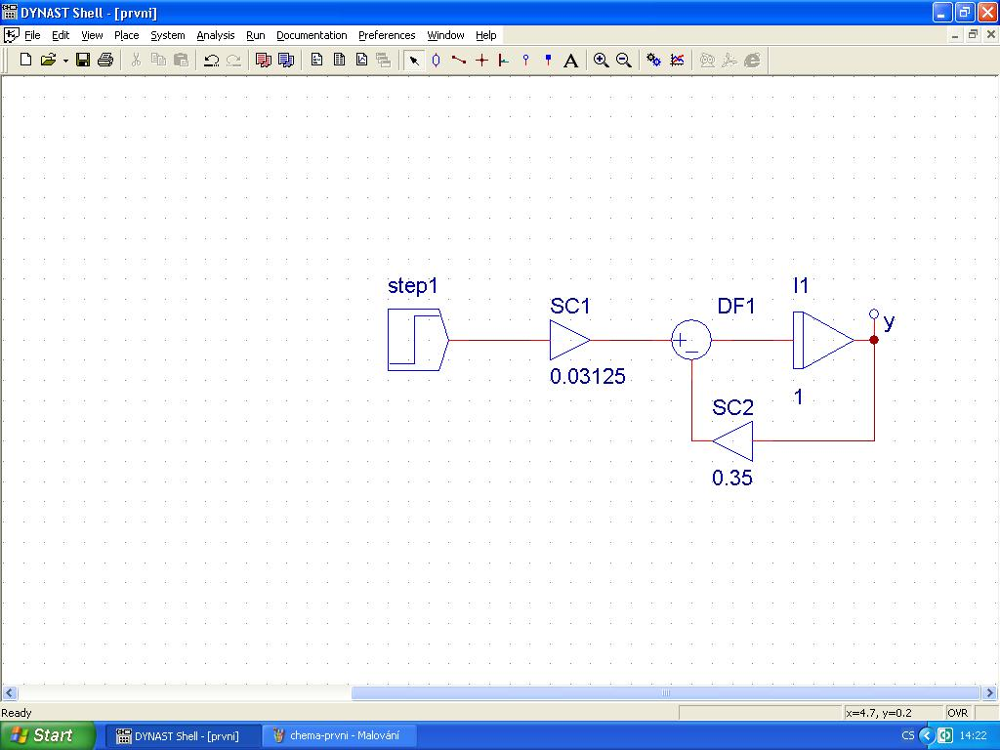 DYNAST Shell - [prvni]
File Edit View Place System Analysis Run Documentation Preferences Window Help
A
step1
SC1
0.03125
DF1
I1
1
y
SC2
0.35
Ready
x=4.7, y=0.2
OVR
Start
DYNAST Shell - [prvni]
chema-prvni - Malování
CS
14:22